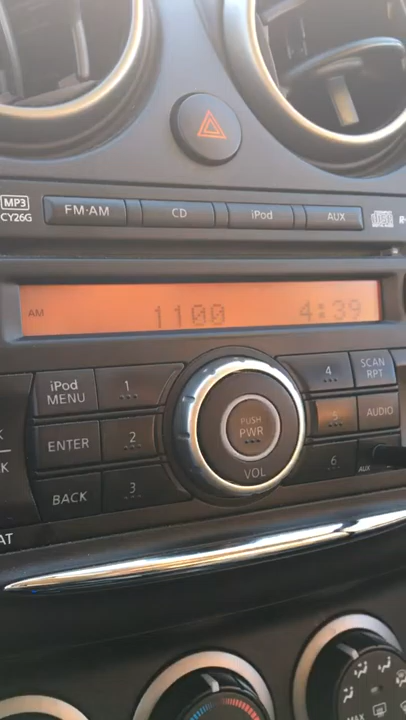 MP3
CY26G
FM·AM CD iPod AUX
AM 1100 4:39
iPod MENU 1 4 SCAN RPT
ENTER 2 PUSH PWR 5 AUDIO
BACK 3 VOL 6 AUX
MAX